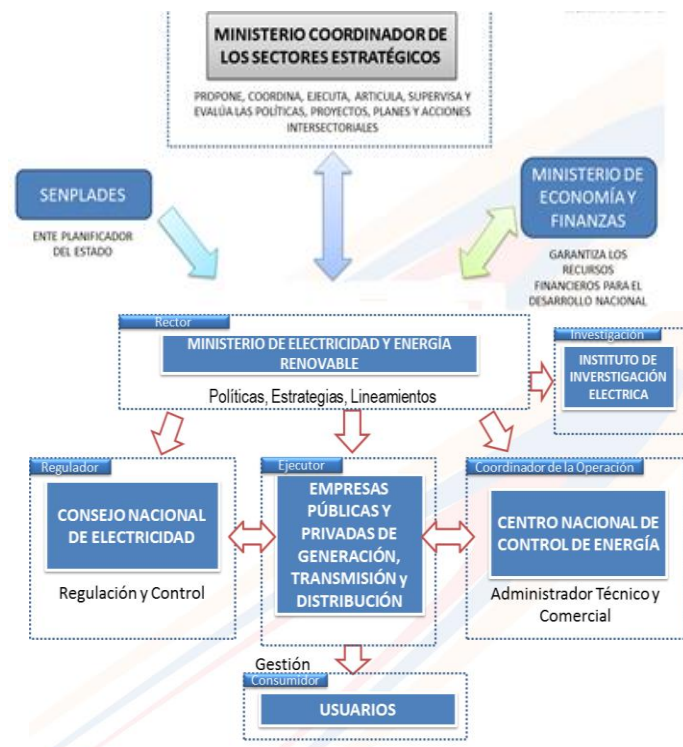 MINISTERIO COORDINADOR DE
LOS SECTORES ESTRATÉGICOS
PROPONE, COORDINA, EJECUTA, ARTICULA, SUPERVISA Y
EVALÚA LAS POLÍTICAS, PROYECTOS, PLANES Y ACCIONES
INTERSECTORIALES
SENPLADES
ENTE PLANIFICADOR
DEL ESTADO
MINISTERIO DE
ECONOMÍA Y
FINANZAS
GARANTIZA LOS
RECURSOS
FINANCIEROS PARA EL
DESARROLLO NACIONAL
Rector
MINISTERIO DE ELECTRICIDAD Y ENERGÍA
RENOVABLE
Políticas, Estrategias, Lineamientos
Investigación
INSTITUTO DE
INVERSTIGACIÓN
ELECTRICA
Regulador
CONSEJO NACIONAL
DE ELECTRICIDAD
Regulación y Control
Ejecutor
EMPRESAS
PÚBLICAS Y
PRIVADAS DE
GENERACIÓN,
TRANSMISIÓN y
DISTRIBUCIÓN
Coordinador de la Operación
CENTRO NACIONAL DE
CONTROL DE ENERGÍA
Administrador Técnico y
Comercial
Gestión
Consumidor
USUARIOS